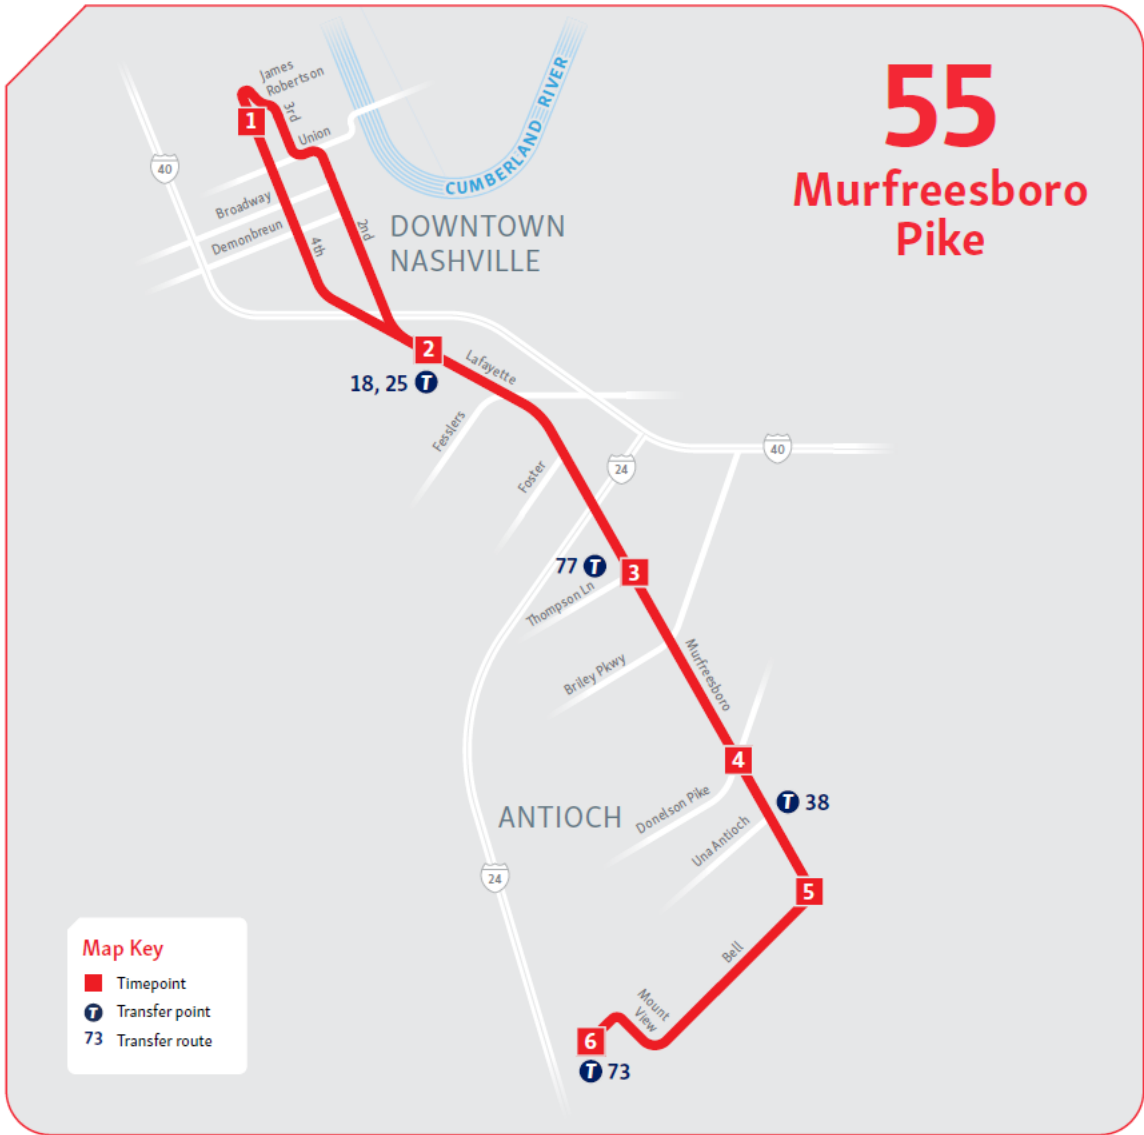 55
Murfreesboro
Pike
James
Robertson
3rd
1
Union
CUMBERLAND RIVER
40
Broadway
Demonbreun
4th
2nd
DOWNTOWN
NASHVILLE
2
Lafayette
18, 25 T
Fesslers
Foster
24
40
77 T
3
Thompson Ln
Briley Pkwy
Murfreesboro
4
T 38
Donelson Pike
Una Antioch
ANTIOCH
24
5
Bell
Mount
View
6
T 73
Map Key
Timepoint
T Transfer point
73 Transfer route